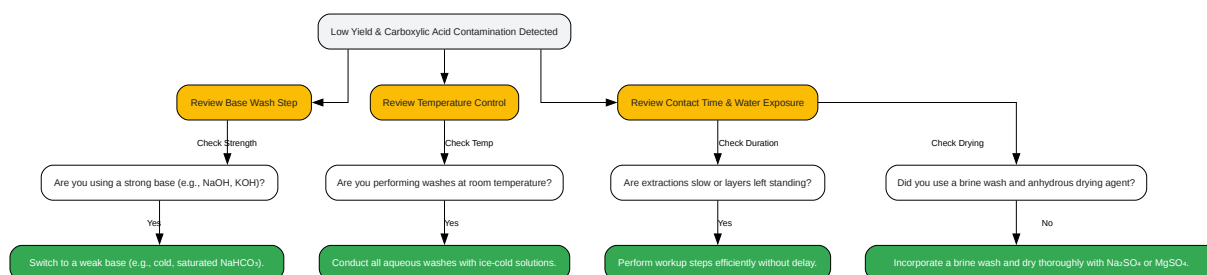 Low Yield & Carboxylic Acid Contamination Detected
Review Base Wash Step
Review Temperature Control
Review Contact Time & Water Exposure
Check Strength
Check Temp
Check Duration
Check Drying
Are you using a strong base (e.g., NaOH, KOH)?
Are you performing washes at room temperature?
Are extractions slow or layers left standing?
Did you use a brine wash and anhydrous drying agent?
Yes
Yes
Yes
No
Switch to a weak base (e.g., cold, saturated NaHCO₃).
Conduct all aqueous washes with ice-cold solutions.
Perform workup steps efficiently without delay.
Incorporate a brine wash and dry thoroughly with Na₂SO₄ or MgSO₄.